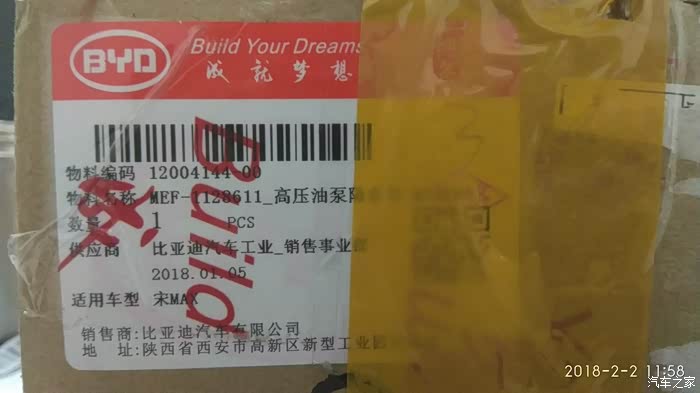 BYD
Build Your Dreams
成就梦想
物料编码 12004144-00
物料名称 MEF-1128611_高压油泵
数量 1 PCS
供应商 比亚迪汽车工业_销售事业部
2018.01.05
适用车型 宋MAX
销售商:比亚迪汽车有限公司
地 址:陕西省西安市高新区新型工业园
Build
2018-2-2 11:58
汽车之家